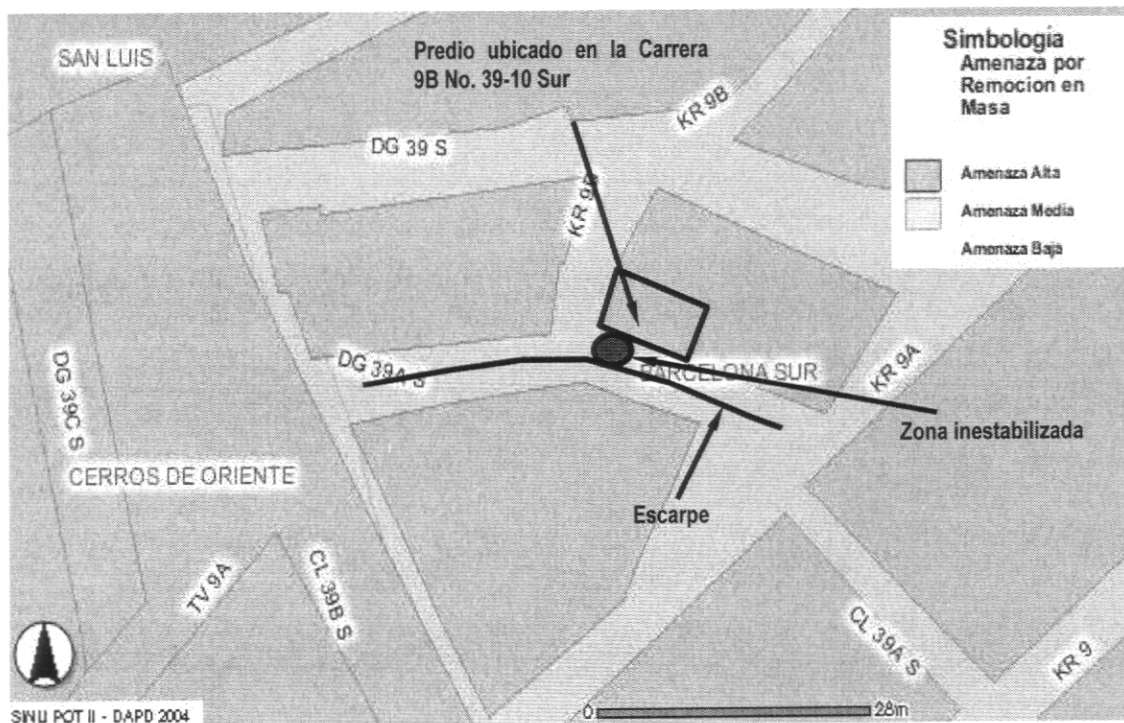 SAN LUIS
Predio ubicado en la Carrera
9B No. 39-10 Sur
Simbología
Amenaza por
Remocion en
Masa
Amenaza Alta
Amenaza Media
Amenaza Baja
KR 9B
DG 39 S
KR 9B
DG 39A S
BARCELONA SUR
KR 9A
DG 39C S
Zona inestabilizada
CERROS DE ORIENTE
Escarpe
TV 9A
CL 39B S
CL 39A S
KR 9
SINU POT II - DAPD 2004
0
28m